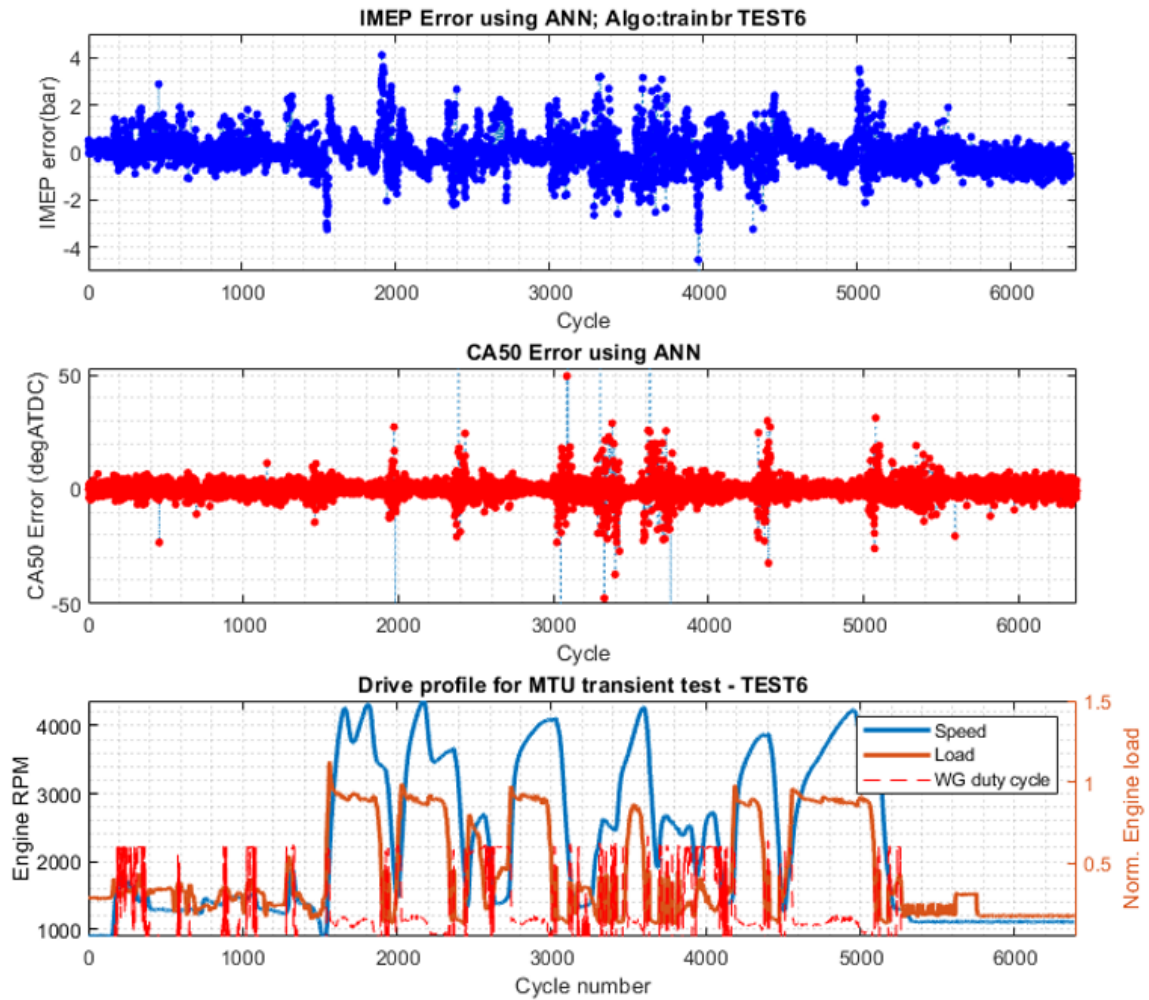 IMEP Error using ANN; Algo:trainbr TEST6
IMEP error(bar)
4
2
0
-2
-4
0 1000 2000 3000 4000 5000 6000
Cycle
CA50 Error using ANN
CA50 Error (degATDC)
50
0
-50
0 1000 2000 3000 4000 5000 6000
Cycle
Drive profile for MTU transient test - TEST6
Engine RPM
4000
3000
2000
1000
1.5
1
0.5
Norm. Engine load
Speed
Load
WG duty cycle
0 1000 2000 3000 4000 5000 6000
Cycle number